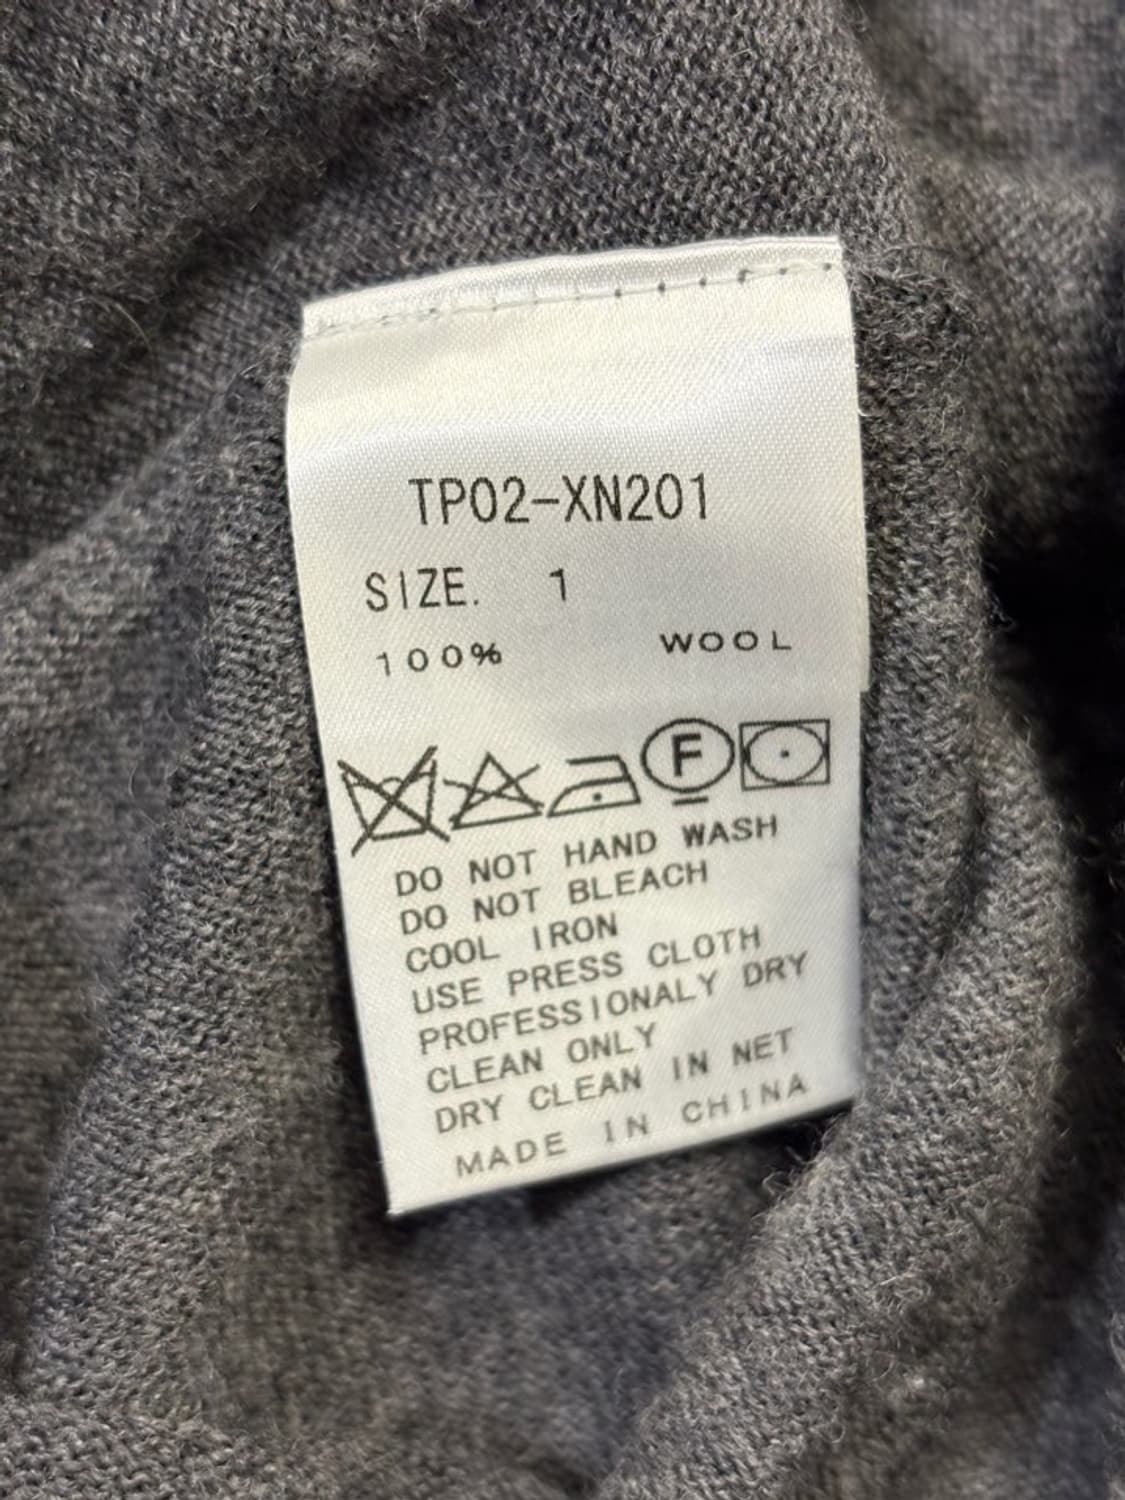 TP02-XN201
SIZE. 1
100% WOOL
F
DO NOT HAND WASH
DO NOT BLEACH
COOL IRON
USE PRESS CLOTH
PROFESSIONALY DRY
CLEAN ONLY
DRY CLEAN IN NET
MADE IN CHINA